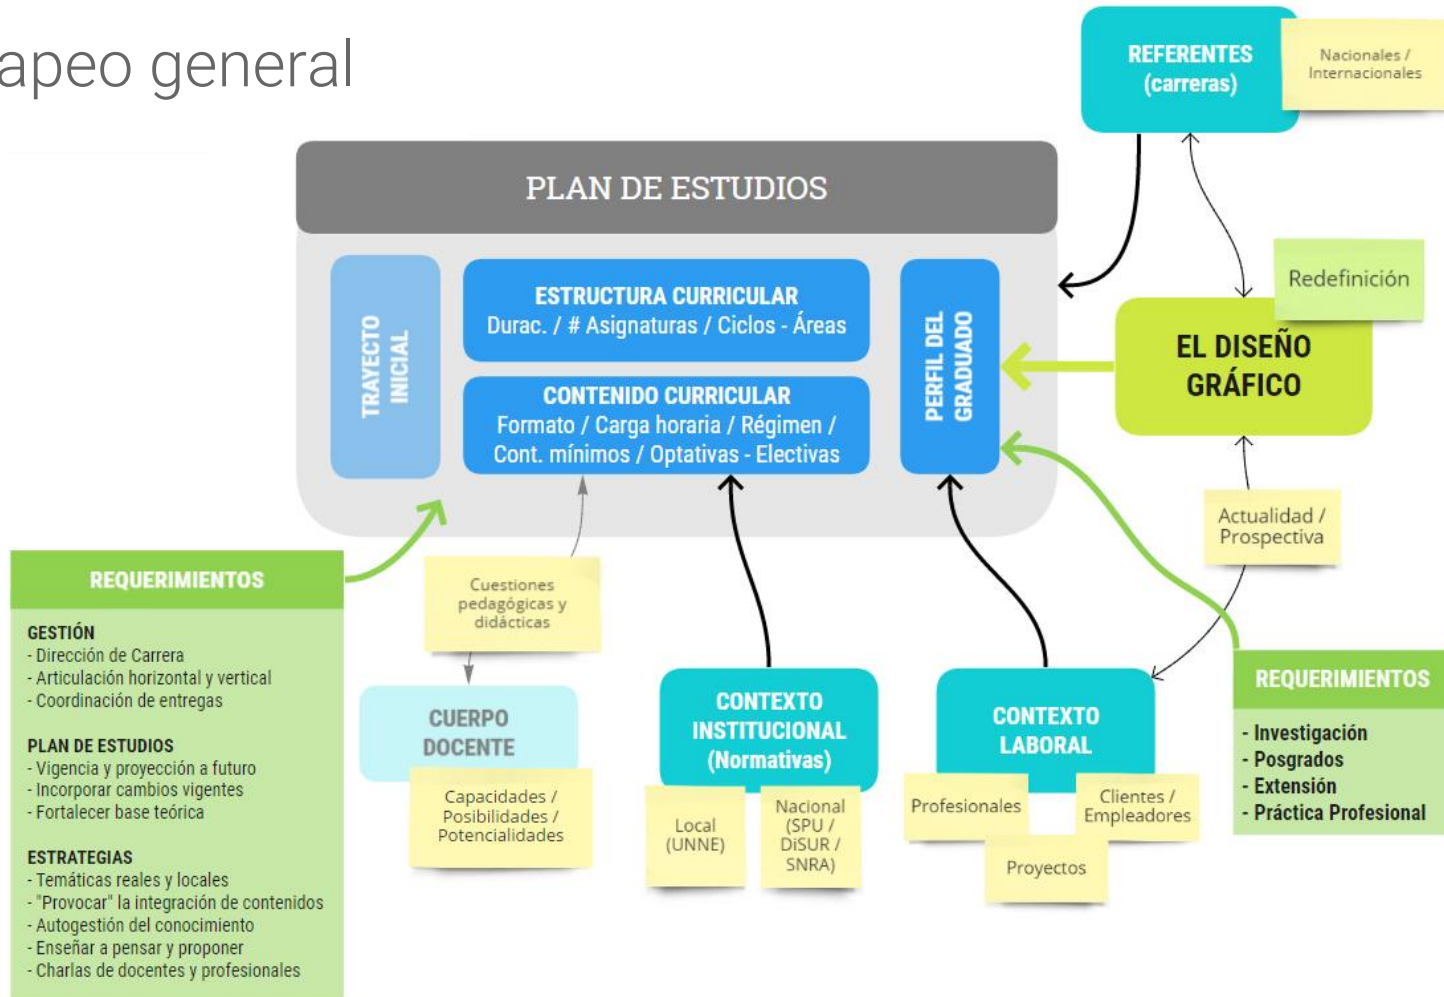 apeo general
REFERENTES
(carreras)
Nacionales /
Internacionales
PLAN DE ESTUDIOS
TRAYECTO
INICIAL
ESTRUCTURA CURRICULAR
Durac. / # Asignaturas / Ciclos - Áreas
CONTENIDO CURRICULAR
Formato / Carga horaria / Régimen /
Cont. mínimos / Optativas - Electivas
PERFIL DEL
GRADUADO
Redefinición
EL DISEÑO
GRÁFICO
Actualidad /
Prospectiva
REQUERIMIENTOS
GESTIÓN
- Dirección de Carrera
- Articulación horizontal y vertical
- Coordinación de entregas
PLAN DE ESTUDIOS
- Vigencia y proyección a futuro
- Incorporar cambios vigentes
- Fortalecer base teórica
ESTRATEGIAS
- Temáticas reales y locales
- "Provocar" la integración de contenidos
- Autogestión del conocimiento
- Enseñar a pensar y proponer
- Charlas de docentes y profesionales
Cuestiones
pedagógicas y
didácticas
CUERPO
DOCENTE
Capacidades /
Posibilidades /
Potencialidades
CONTEXTO
INSTITUCIONAL
(Normativas)
Local
(UNNE)
Nacional
(SPU /
DiSUR /
SNRA)
CONTEXTO
LABORAL
Profesionales
Clientes /
Empleadores
Proyectos
REQUERIMIENTOS
- Investigación
- Posgrados
- Extensión
- Práctica Profesional